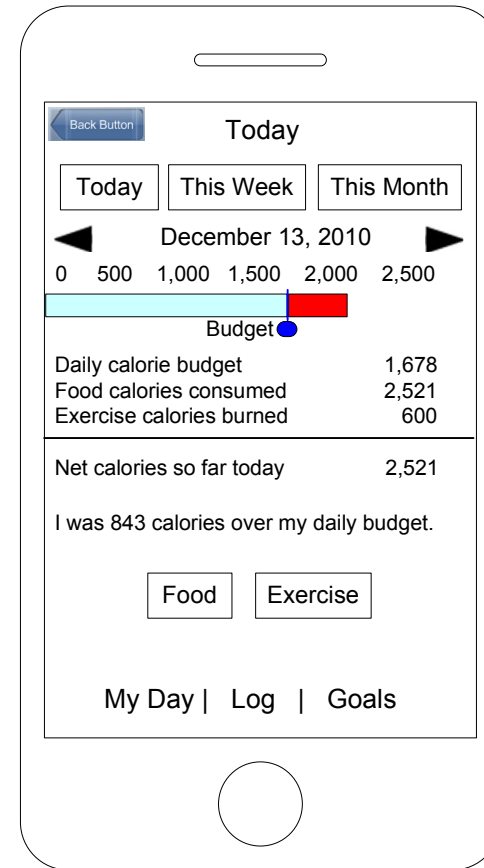 Back Button
Today
Today This Week This Month
December 13, 2010
0 500 1,000 1,500 2,000 2,500
Budget
Daily calorie budget 1,678
Food calories consumed 2,521
Exercise calories burned 600
Net calories so far today 2,521
I was 843 calories over my daily budget.
Food Exercise
My Day | Log | Goals